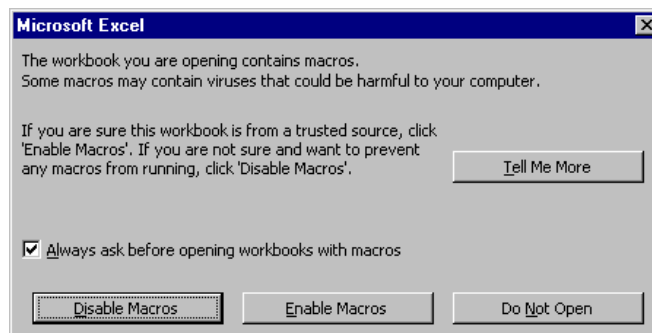 Microsoft Excel
The workbook you are opening contains macros.
Some macros may contain viruses that could be harmful to your computer.
If you are sure this workbook is from a trusted source, click
'Enable Macros'. If you are not sure and want to prevent
any macros from running, click 'Disable Macros'.
Tell Me More
Always ask before opening workbooks with macros
Disable Macros
Enable Macros
Do Not Open